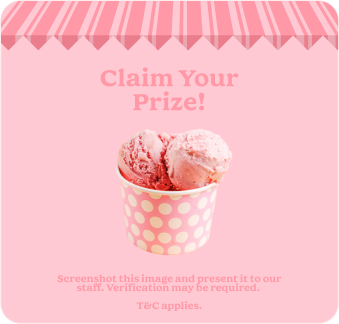 Claim Your
Prize!
Screenshot this image and present it to our
staff. Verification may be required.
T&C applies.